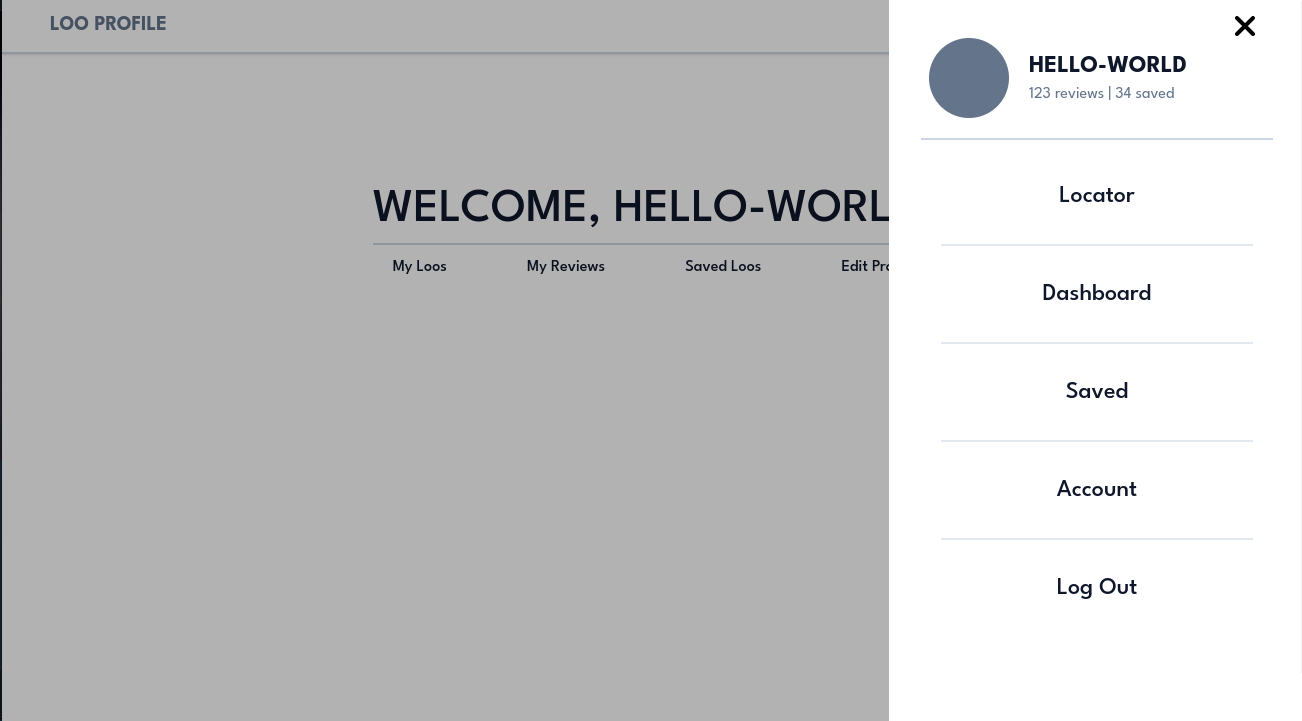 LOO PROFILE
WELCOME, HELLO-WORL
My Loos My Reviews Saved Loos Edit Pro
HELLO-WORLD
123 reviews | 34 saved
Locator
Dashboard
Saved
Account
Log Out